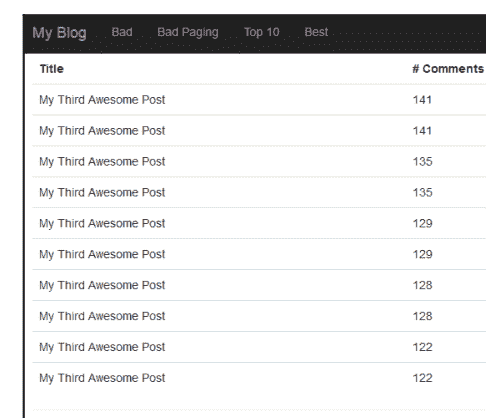 My Blog Bad Bad Paging Top 10 Best
Title # Comments
My Third Awesome Post 141
My Third Awesome Post 141
My Third Awesome Post 135
My Third Awesome Post 135
My Third Awesome Post 129
My Third Awesome Post 129
My Third Awesome Post 128
My Third Awesome Post 128
My Third Awesome Post 122
My Third Awesome Post 122